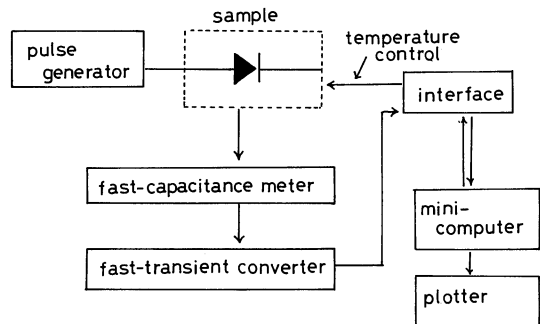 sample
pulse
generator
temperature
control
interface
fast-capacitance meter
mini-
computer
fast-transient converter
plotter